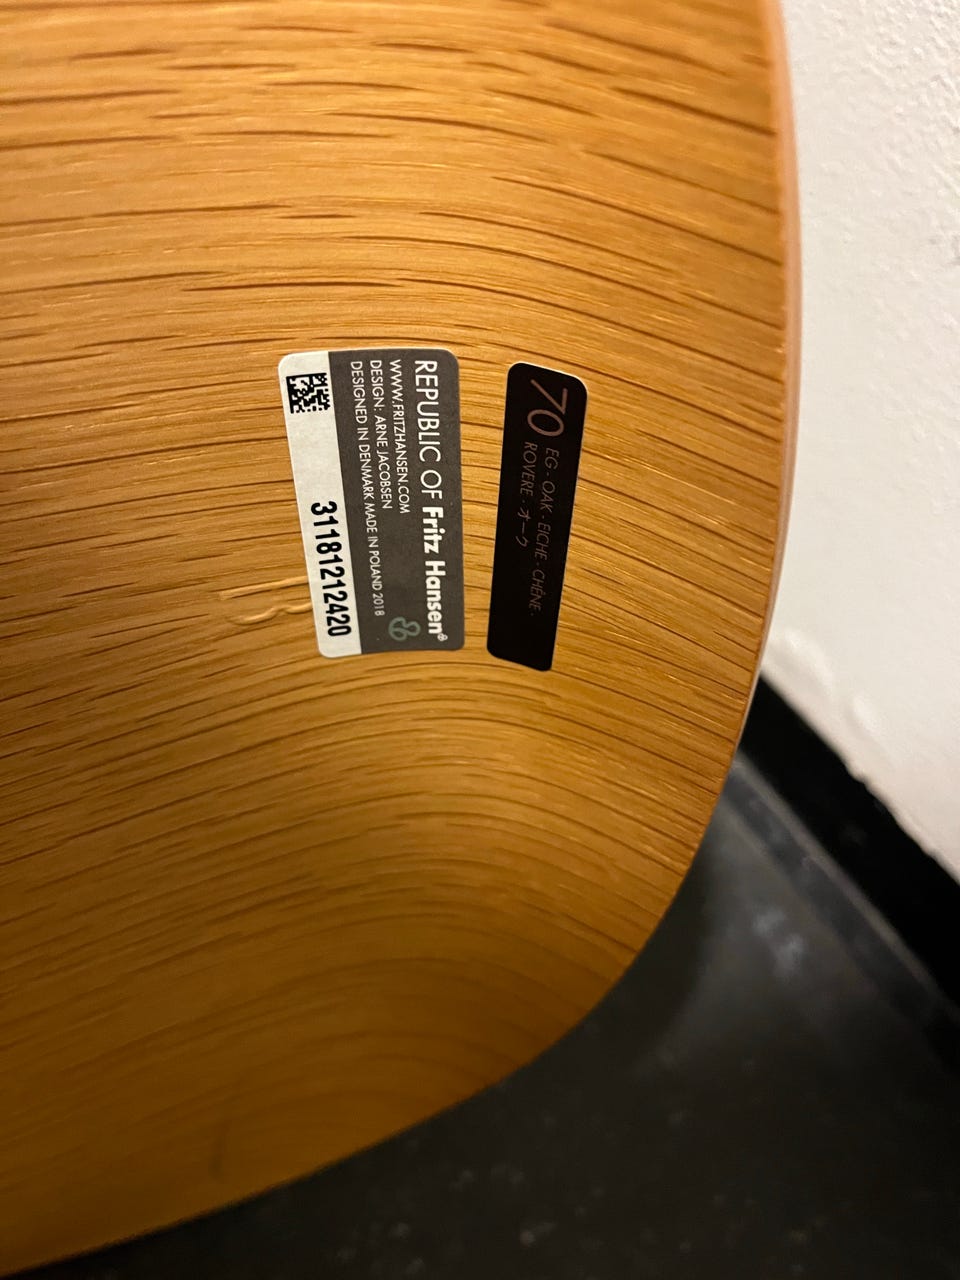 REPUBLIC OF Fritz Hansen®
WWW.FRITZHANSEN.COM
DESIGN: ARNE JACOBSEN
DESIGNED IN DENMARK MADE IN POLAND 2018
31181212420
70 EG · OAK · EICHE · CHÊNE ·
ROVERE · オーク